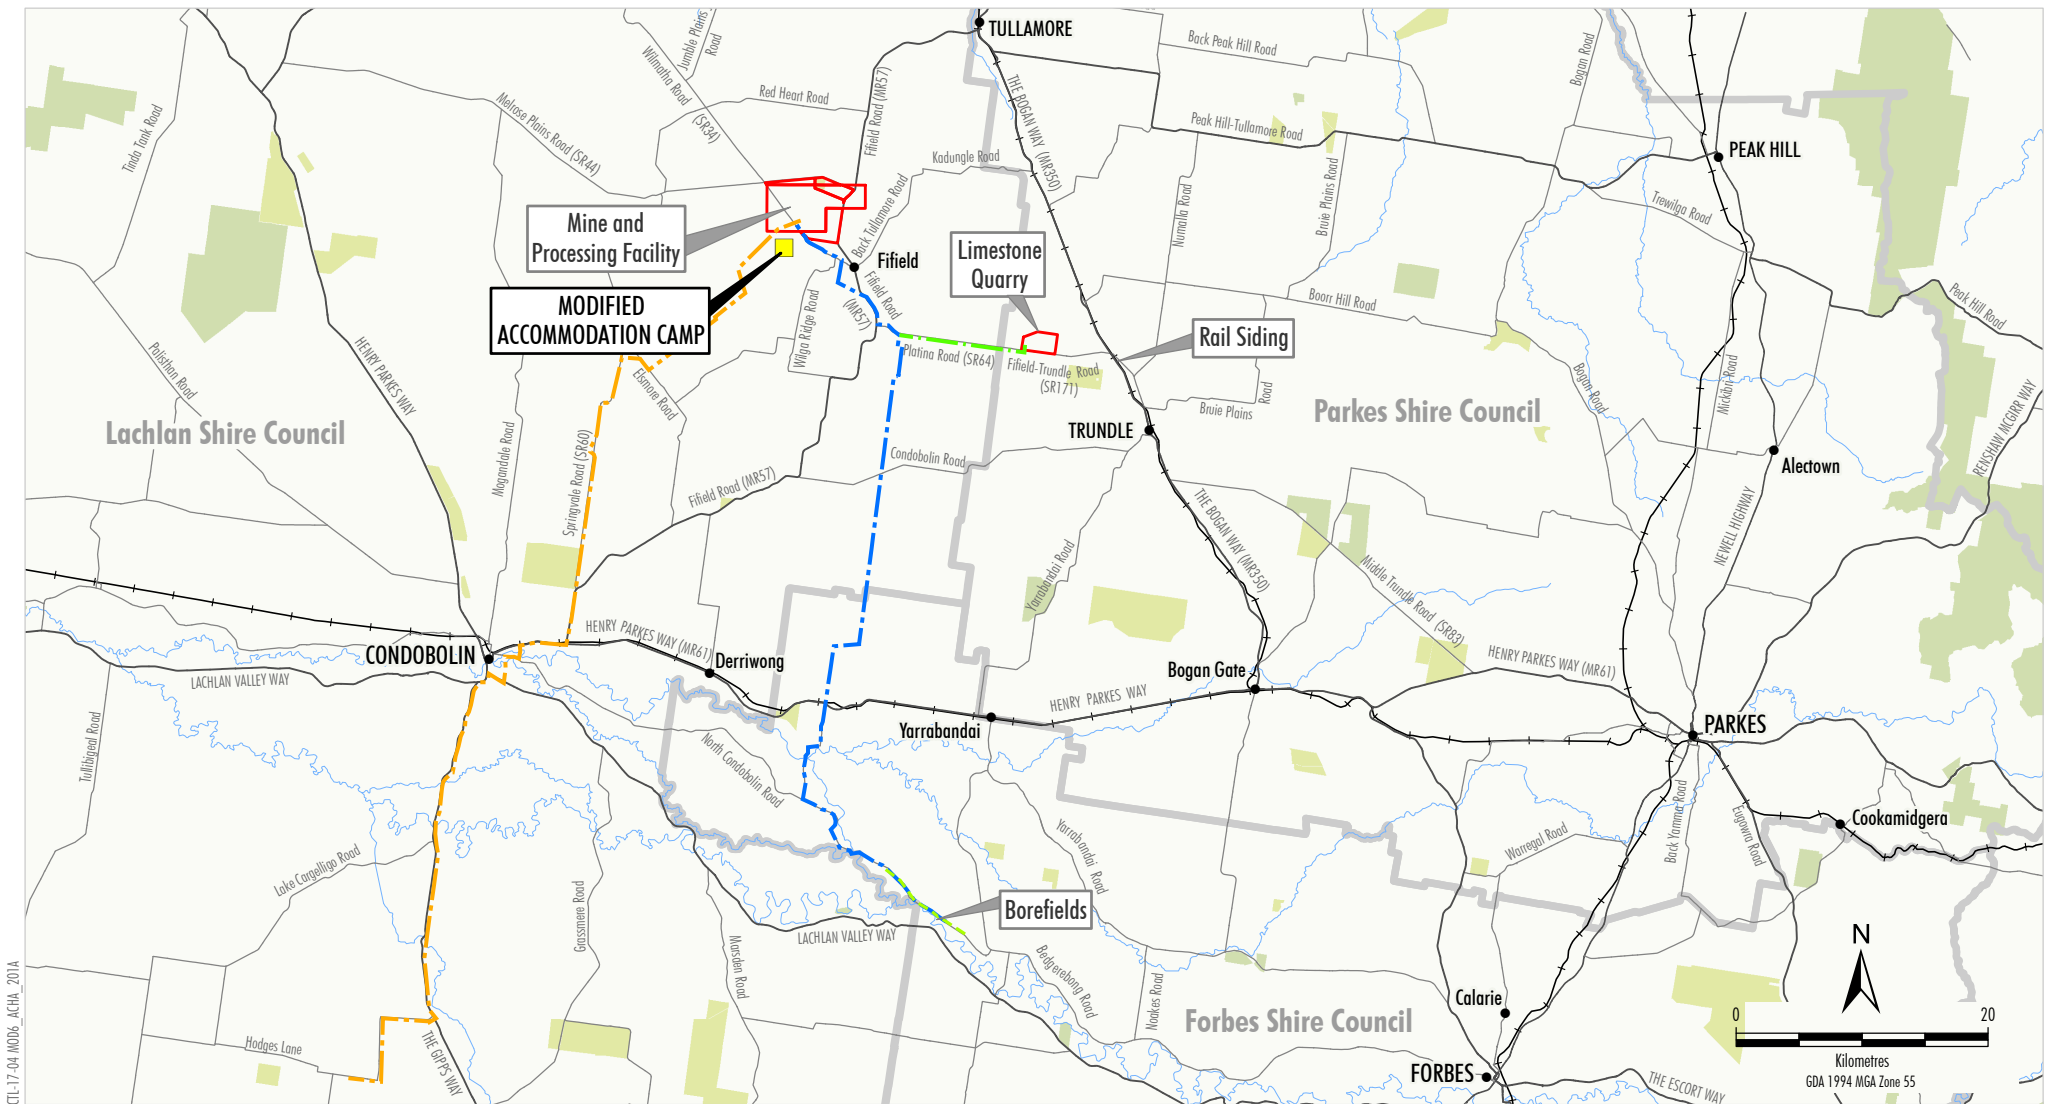 TULLAMORE
Jumble Plains
Road
Wilmatha Road
(SR34)
Back Peak Hill Road
Bogan Road
Red Heart Road
Fifield Road (MR57)
THE BOGAN WAY (MR350)
Melrose Plains Road (SR44)
Tinda Tank Road
Peak Hill-Tullamore Road
PEAK HILL
Kadungle Road
Back Tullamore Road
Numalla Road
Bruie Plains Road
Trewilga Road
Mine and
Processing Facility
Limestone
Quarry
Fifield
Fifield Road
(MR57)
MODIFIED
ACCOMMODATION CAMP
Wilga Ridge Road
Boorr Hill Road
Peak Hill Road
Rail Siding
Platina Road (SR64)
Fifield-Trundle Road
(SR171)
HENRY PARKES WAY
Palisthan Road
Elsmore Road
Bruie Plains
Road
Bogan Road
Mickibri Road
RENSHAW MCGIRR WAY
Lachlan Shire Council
Parkes Shire Council
TRUNDLE
Mogandale Road
Springvale Road (SR60)
Condobolin Road
Fifield Road (MR57)
Alectown
NEWELL HIGHWAY
THE BOGAN WAY (MR350)
Yarrabandai Road
Middle Trundle Road (SR83)
HENRY PARKES WAY (MR61)
HENRY PARKES WAY (MR61)
CONDOBOLIN
Derriwong
Bogan Gate
LACHLAN VALLEY WAY
HENRY PARKES WAY
Yarrabandai
PARKES
Tullibigeal Road
North Condobolin Road
Back Yamma Road
Eugowra Road
Cookamidgera
Yarrabandai Road
Warregal Road
Lake Cargelligo Road
Grassmere Road
Borefields
LACHLAN VALLEY WAY
Marsden Road
Bedgerebong Road
Noakes Road
N
Calarie
Forbes Shire Council
0
20
Kilometres
GDA 1994 MGA Zone 55
Hodges Lane
THE GIPPS WAY
FORBES
THE ESCORT WAY
CTL-17-04 MOD6_ACHA_201A